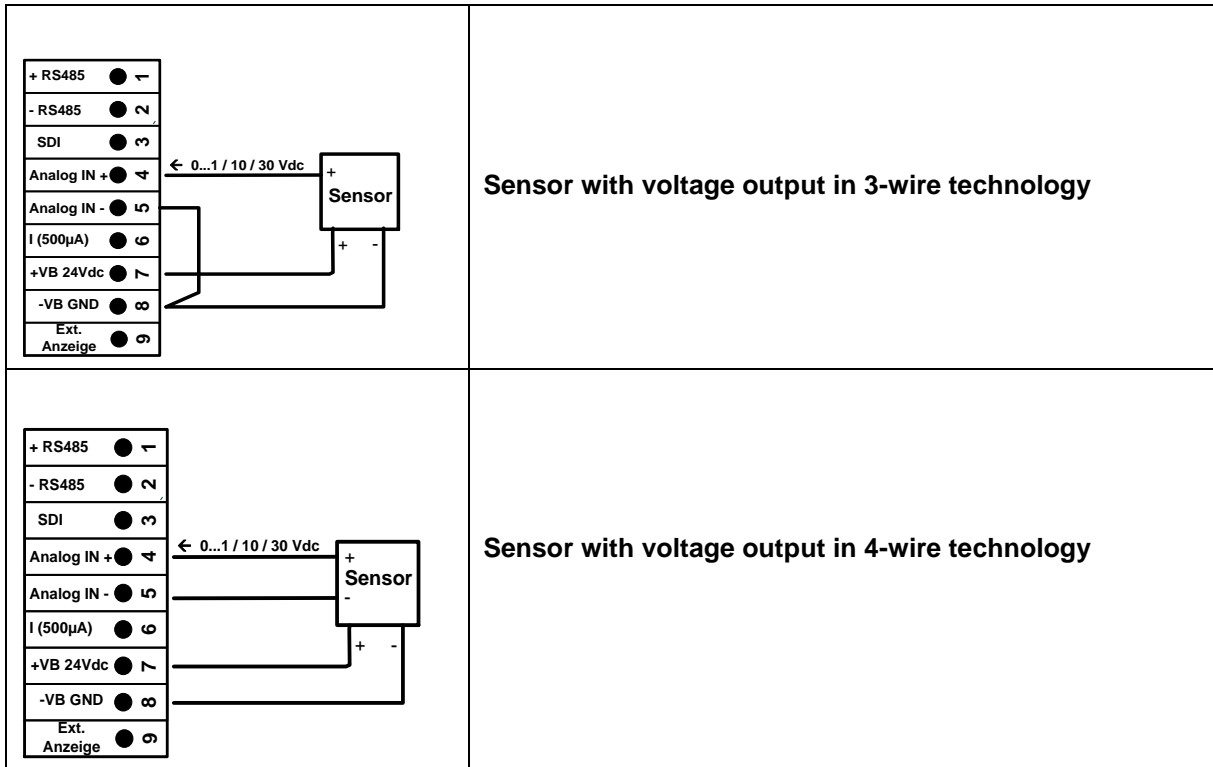 + RS485 1
- RS485 2
SDI 3
Analog IN + 4
Analog IN - 5
I (500µA) 6
+VB 24Vdc 7
-VB GND 8
Ext.
Anzeige 9
← 0...1 / 10 / 30 Vdc
+
Sensor
+ -
Sensor with voltage output in 3-wire technology
+ RS485 1
- RS485 2
SDI 3
Analog IN + 4
Analog IN - 5
I (500µA) 6
+VB 24Vdc 7
-VB GND 8
Ext.
Anzeige 9
← 0...1 / 10 / 30 Vdc
+
Sensor
-
+ -
Sensor with voltage output in 4-wire technology